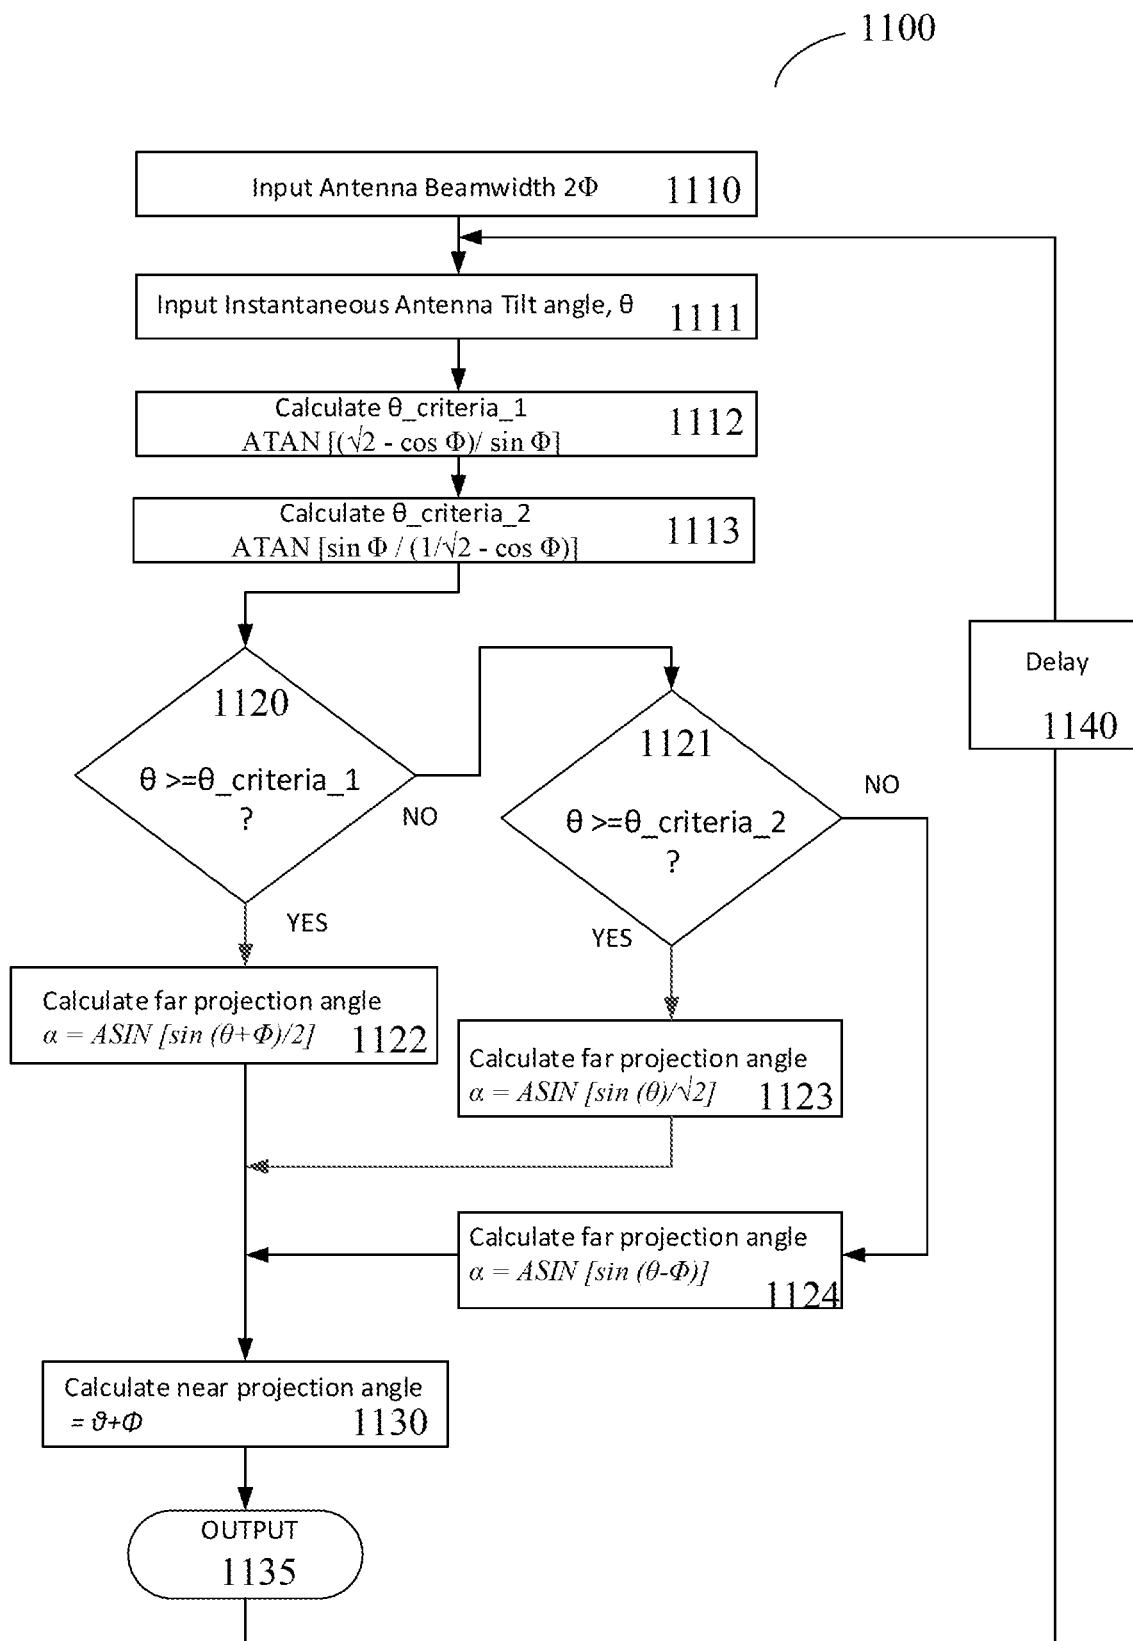 1100
Input Antenna Beamwidth 2Φ 1110
Input Instantaneous Antenna Tilt angle, θ 1111
Calculate θ_criteria_1
ATAN [(√2 - cos Φ)/ sin Φ] 1112
Calculate θ_criteria_2
ATAN [sin Φ / (1/√2 - cos Φ)] 1113
Delay
1140
1120
θ >=θ_criteria_1
?
NO
YES
1121
θ >=θ_criteria_2
?
NO
YES
Calculate far projection angle
α = ASIN [sin (θ+Φ)/2] 1122
Calculate far projection angle
α = ASIN [sin (θ)/√2] 1123
Calculate far projection angle
α = ASIN [sin (θ-Φ)]
1124
Calculate near projection angle
= ϑ+Φ 1130
OUTPUT
1135